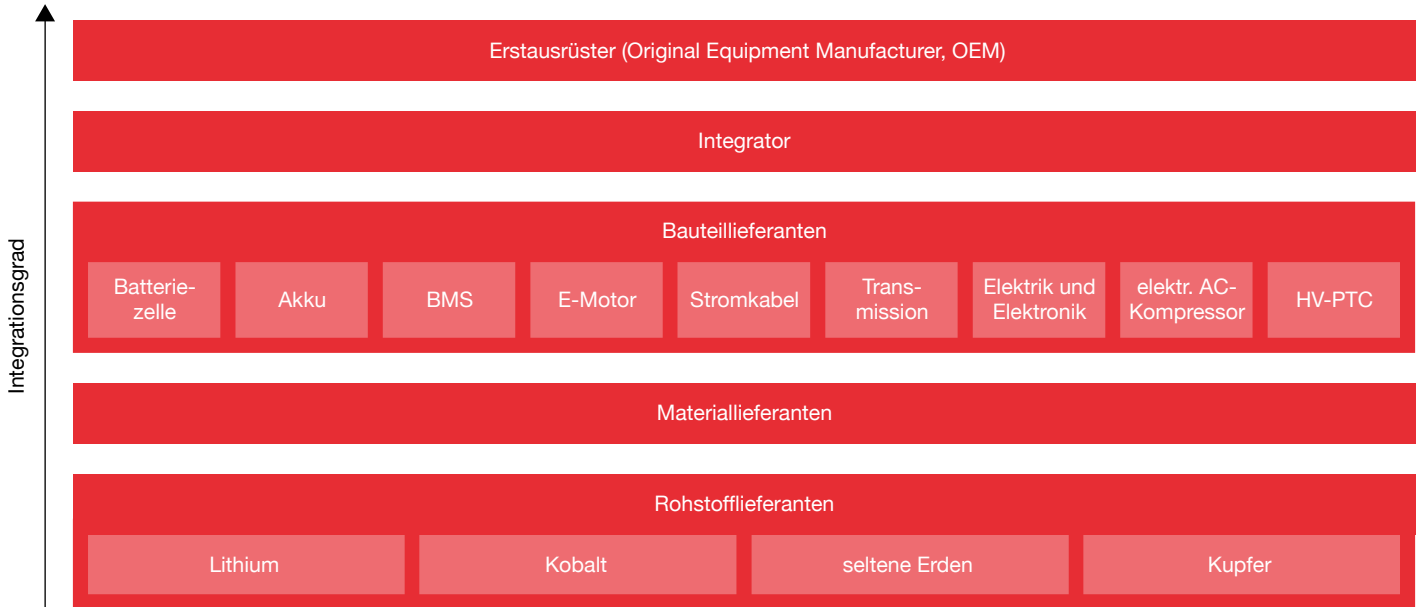 Erstausrüster (Original Equipment Manufacturer, OEM)
Integrator
Bauteillieferanten
Batterie-
zelle
Akku
BMS
E-Motor
Stromkabel
Trans-
mission
Elektrik und
Elektronik
elektr. AC-
Kompressor
HV-PTC
Materiallieferanten
Rohstofflieferanten
Lithium
Kobalt
seltene Erden
Kupfer
Integrationsgrad